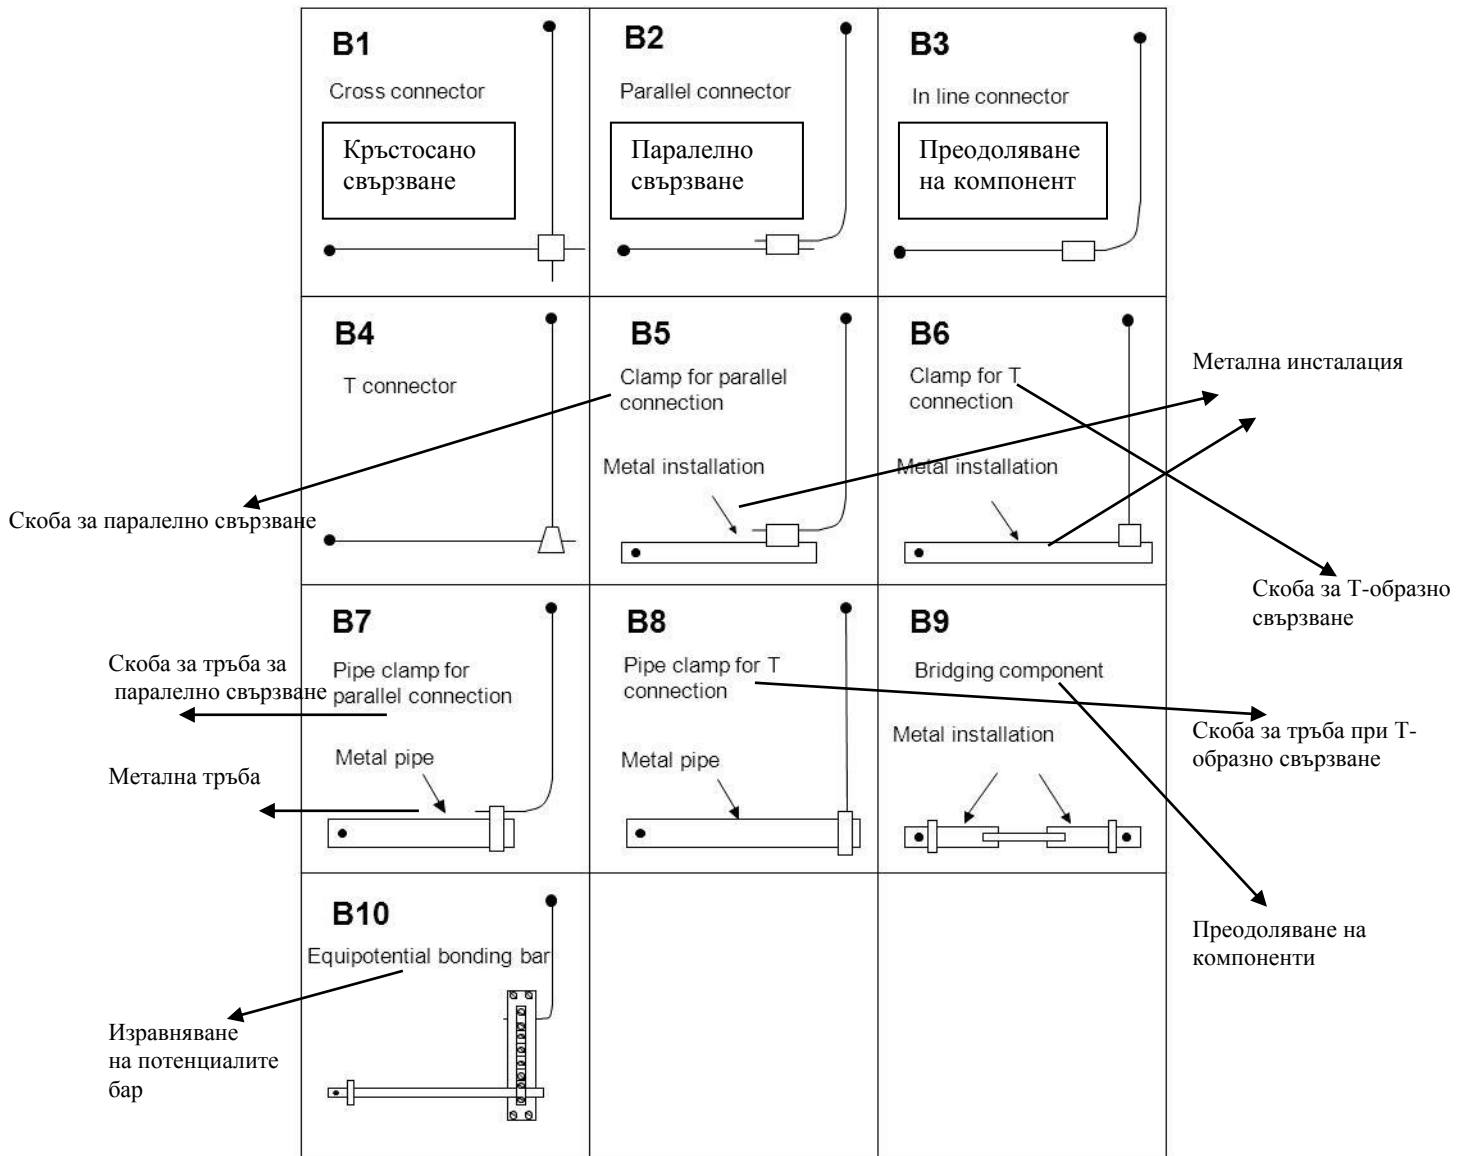 B1
Cross connector
Кръстосано
свързване
B2
Parallel connector
Паралелно
свързване
B3
In line connector
Преодоляване
на компонент
B4
T connector
B5
Clamp for parallel
connection
Metal installation
B6
Clamp for T
connection
Metal installation
Метална инсталация
Скоба за паралелно свързване
Скоба за Т-образно
свързване
B7
Pipe clamp for
parallel connection
Metal pipe
Скоба за тръба за
паралелно свързване
Метална тръба
B8
Pipe clamp for T
connection
Metal pipe
B9
Bridging component
Metal installation
Скоба за тръба при Т-
образно свързване
Преодоляване на
компоненти
B10
Equipotential bonding bar
Изравняване
на потенциалите
бар